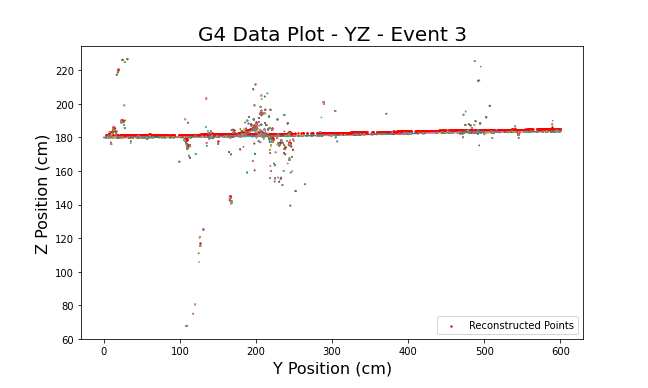 G4 Data Plot - YZ - Event 3
Z Position (cm)
220
200
180
160
140
120
100
80
60
0 100 200 300 400 500 600
Y Position (cm)
Reconstructed Points